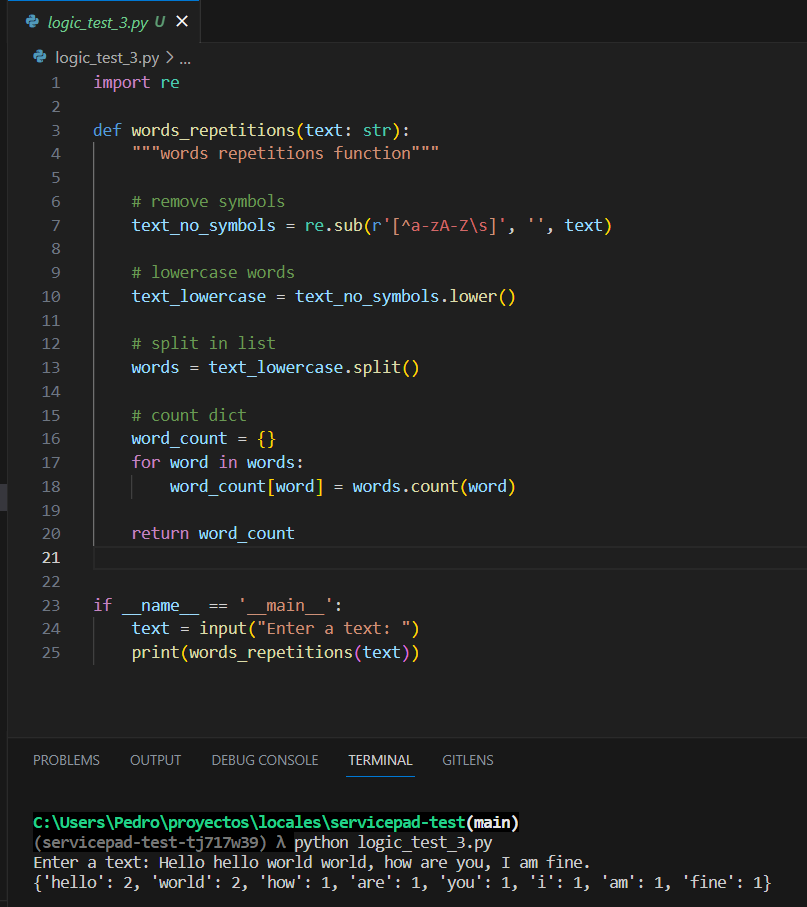 logic_test_3.py U ×
logic_test_3.py > ...
1 import re
2
3 def words_repetitions(text: str):
4     """words repetitions function"""
5
6     # remove symbols
7     text_no_symbols = re.sub(r'[^a-zA-Z\s]', '', text)
8
9     # lowercase words
10     text_lowercase = text_no_symbols.lower()
11
12     # split in list
13     words = text_lowercase.split()
14
15     # count dict
16     word_count = {}
17     for word in words:
18         word_count[word] = words.count(word)
19
20     return word_count
21
22
23 if __name__ == '__main__':
24     text = input("Enter a text: ")
25     print(words_repetitions(text))
PROBLEMS OUTPUT DEBUG CONSOLE TERMINAL GITLENS
C:\Users\Pedro\proyectos\locales\servicepad-test(main)
(servicepad-test-tj717w39) λ python logic_test_3.py
Enter a text: Hello hello world world, how are you, I am fine.
{'hello': 2, 'world': 2, 'how': 1, 'are': 1, 'you': 1, 'i': 1, 'am': 1, 'fine': 1}